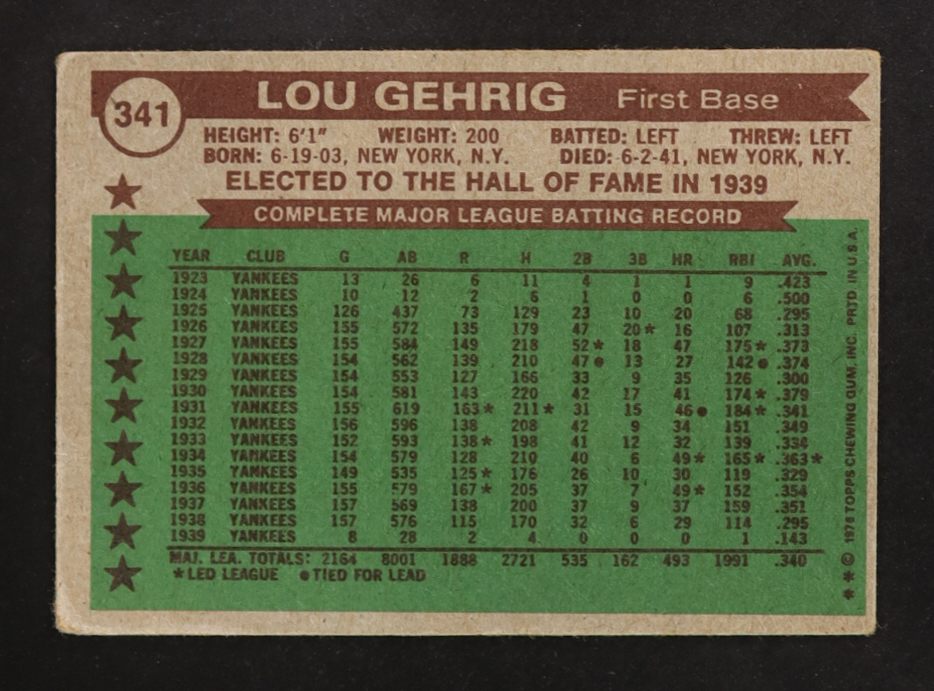 341
LOU GEHRIG First Base
HEIGHT: 6'1" WEIGHT: 200 BATTED: LEFT THREW: LEFT
BORN: 6-19-03, NEW YORK, N.Y. DIED: 6-2-41, NEW YORK, N.Y.
ELECTED TO THE HALL OF FAME IN 1939
COMPLETE MAJOR LEAGUE BATTING RECORD
YEAR CLUB G AB R H 2B 3B HR RBI AVG.
1923 YANKEES 13 26 6 11 4 1 1 9 .423
1924 YANKEES 10 12 2 6 1 0 0 6 .500
1925 YANKEES 126 437 73 129 23 10 20 68 .295
1926 YANKEES 155 572 135 179 47 20* 16 107 .313
1927 YANKEES 155 584 149 218 52* 18 47 175* .373
1928 YANKEES 154 562 139 210 47● 13 27 142● .374
1929 YANKEES 154 553 127 166 33 9 35 126 .300
1930 YANKEES 154 581 143 220 42 17 41 174* .379
1931 YANKEES 155 619 163* 211* 31 15 46● 184* .341
1932 YANKEES 156 596 138 208 42 9 34 151 .349
1933 YANKEES 152 593 138* 198 41 12 32 139 .334
1934 YANKEES 154 579 128 210 40 6 49* 165* .363*
1935 YANKEES 149 535 125* 176 26 10 30 119 .329
1936 YANKEES 155 579 167* 205 37 7 49* 152 .354
1937 YANKEES 157 569 138 200 37 9 37 159 .351
1938 YANKEES 157 576 115 170 32 6 29 114 .295
1939 YANKEES 8 28 2 4 0 0 0 1 .143
MAJ. LEA. TOTALS: 2164 8001 1888 2721 535 162 493 1991 .340
*LED LEAGUE ●TIED FOR LEAD
** © 1976 TOPPS CHEWING GUM, INC. PRTD IN U.S.A.